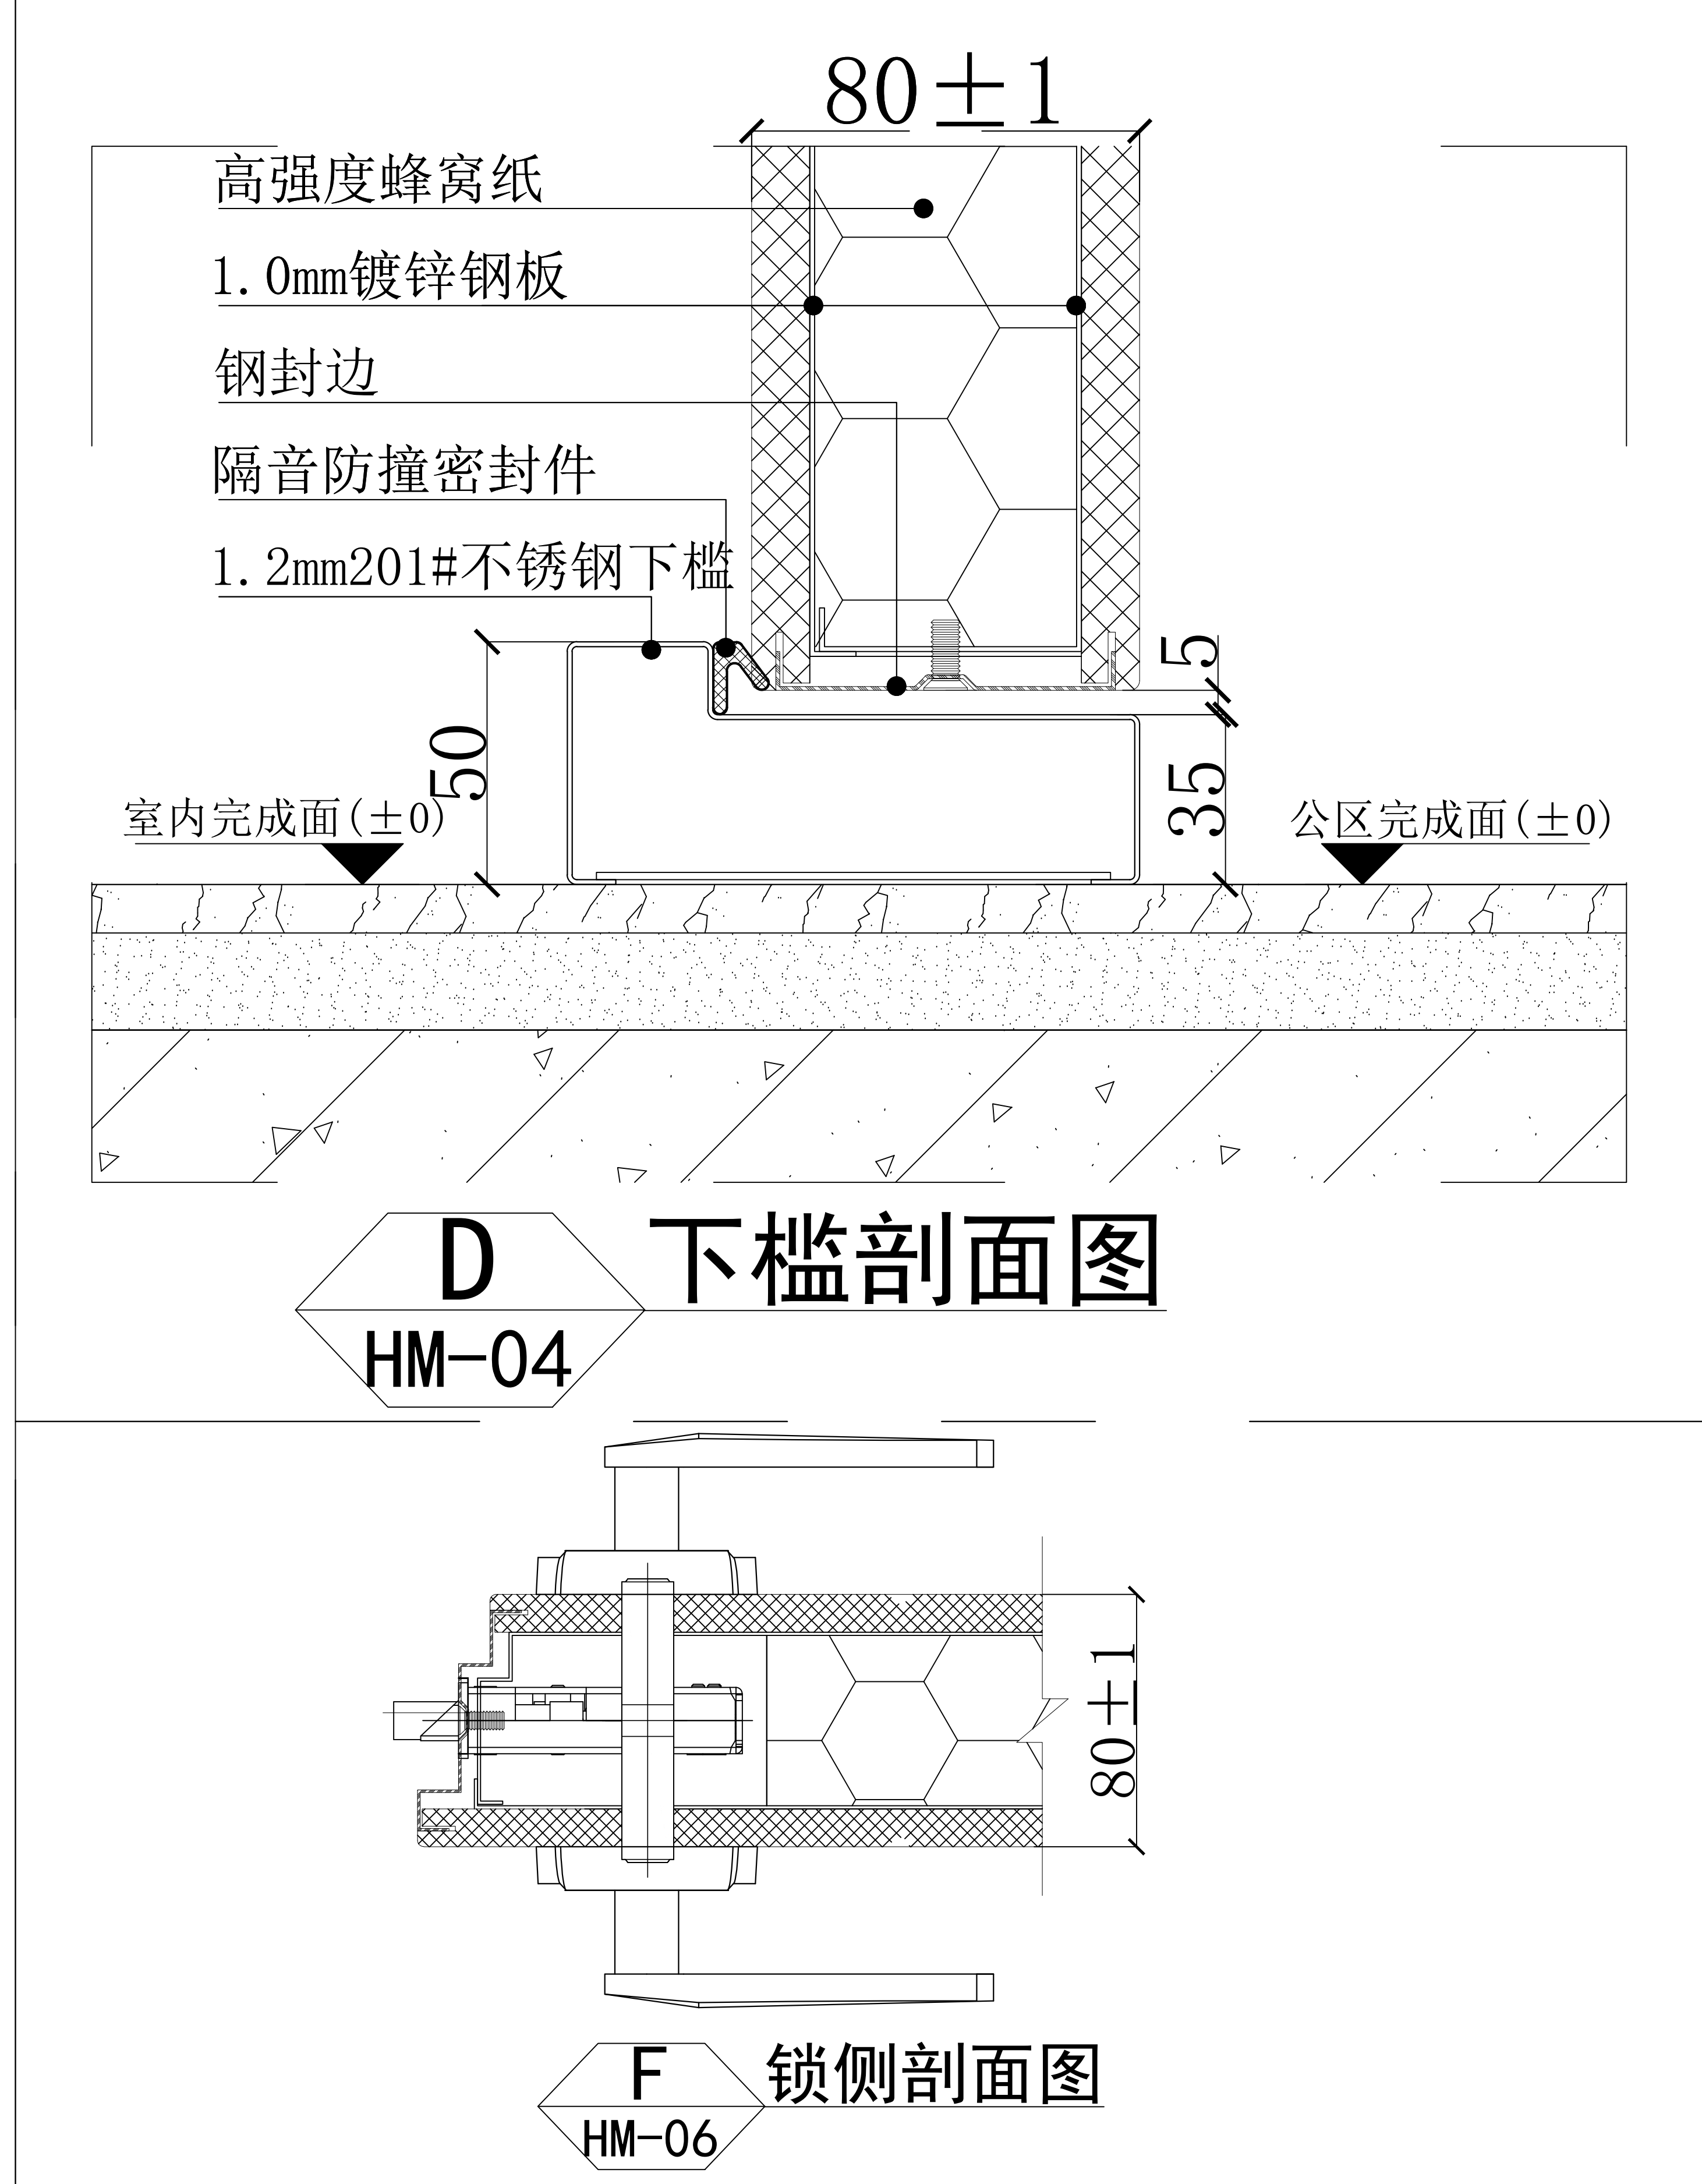 80±1
高强度蜂窝纸
1.0mm镀锌钢板
钢封边
隔音防撞密封件
1.2mm201#不锈钢下槛
5
50
35
室内完成面(±0)
公区完成面(±0)
D
下槛剖面图
HM-04
80±1
F
锁侧剖面图
HM-06